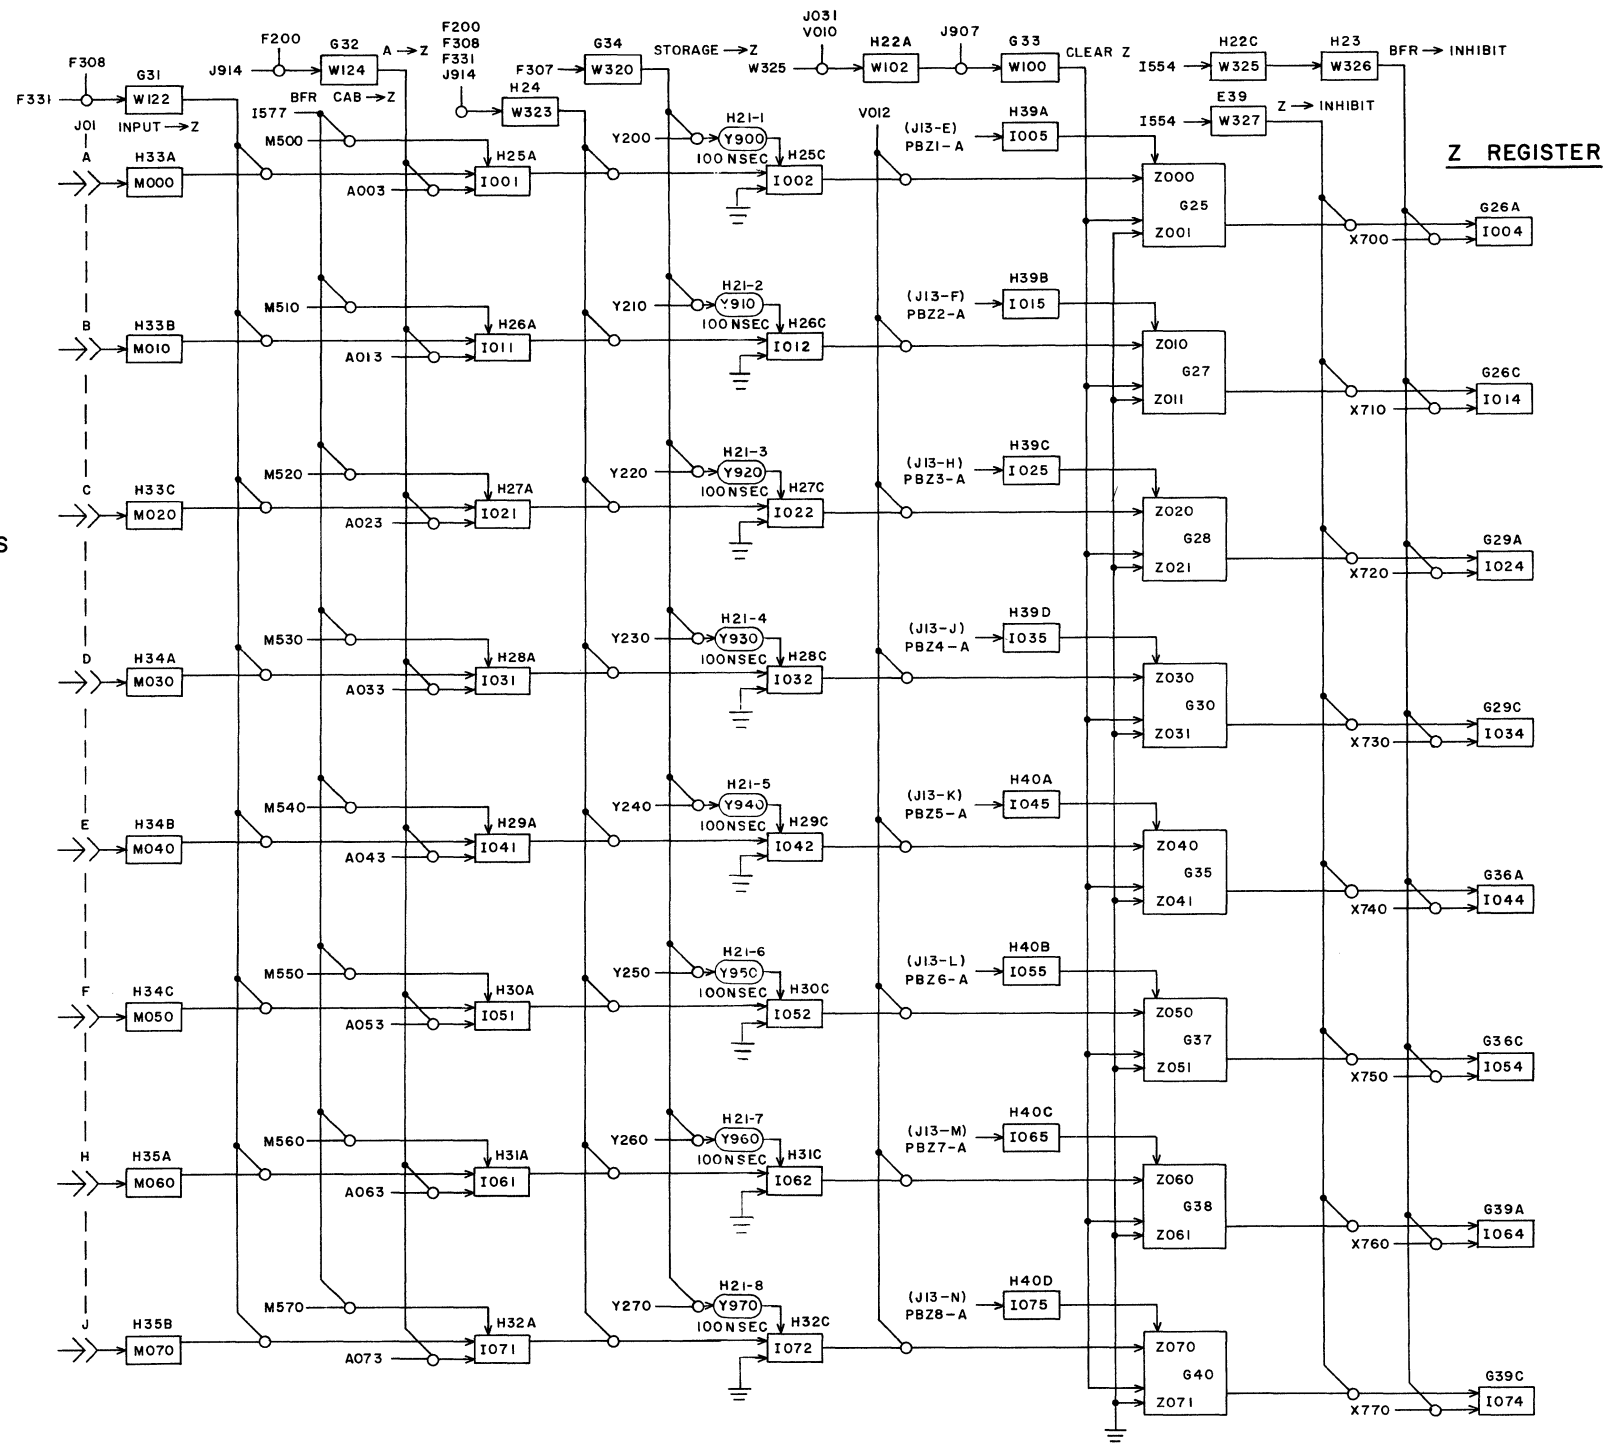 Z REGISTER
S
F308
F331
G31
W122
INPUT → Z
J01
F200
J914
G32
W124
A → Z
BFR CAB → Z
I577
F200
F308
F331
J914
H24
W323
G34
F307
W320
STORAGE → Z
J031
V010
W325
H22A
W102
J907
G33
W100
CLEAR Z
V012
H22C
I554
W325
H23
W326
BFR → INHIBIT
E39
I554
W327
Z → INHIBIT
A
H33A
M000
M500
A003
H25A
I001
Y200
H21-1
Y900
100 NSEC
H25C
I002
(J13-E)
PBZ1-A
H39A
I005
Z000
G25
Z001
X700
G26A
I004
B
H33B
M010
M510
A013
H26A
I011
Y210
H21-2
Y910
100 NSEC
H26C
I012
(J13-F)
PBZ2-A
H39B
I015
Z010
G27
Z011
X710
G26C
I014
C
H33C
M020
M520
A023
H27A
I021
Y220
H21-3
Y920
100 NSEC
H27C
I022
(J13-H)
PBZ3-A
H39C
I025
Z020
G28
Z021
X720
G29A
I024
D
H34A
M030
M530
A033
H28A
I031
Y230
H21-4
Y930
100 NSEC
H28C
I032
(J13-J)
PBZ4-A
H39D
I035
Z030
G30
Z031
X730
G29C
I034
E
H34B
M040
M540
A043
H29A
I041
Y240
H21-5
Y940
100 NSEC
H29C
I042
(J13-K)
PBZ5-A
H40A
I045
Z040
G35
Z041
X740
G36A
I044
F
H34C
M050
M550
A053
H30A
I051
Y250
H21-6
Y950
100 NSEC
H30C
I052
(J13-L)
PBZ6-A
H40B
I055
Z050
G37
Z051
X750
G36C
I054
H
H35A
M060
M560
A063
H31A
I061
Y260
H21-7
Y960
100 NSEC
H31C
I062
(J13-M)
PBZ7-A
H40C
I065
Z060
G38
Z061
X760
G39A
I064
J
H35B
M070
M570
A073
H32A
I071
Y270
H21-8
Y970
100 NSEC
H32C
I072
(J13-N)
PBZ8-A
H40D
I075
Z070
G40
Z071
X770
G39C
I074